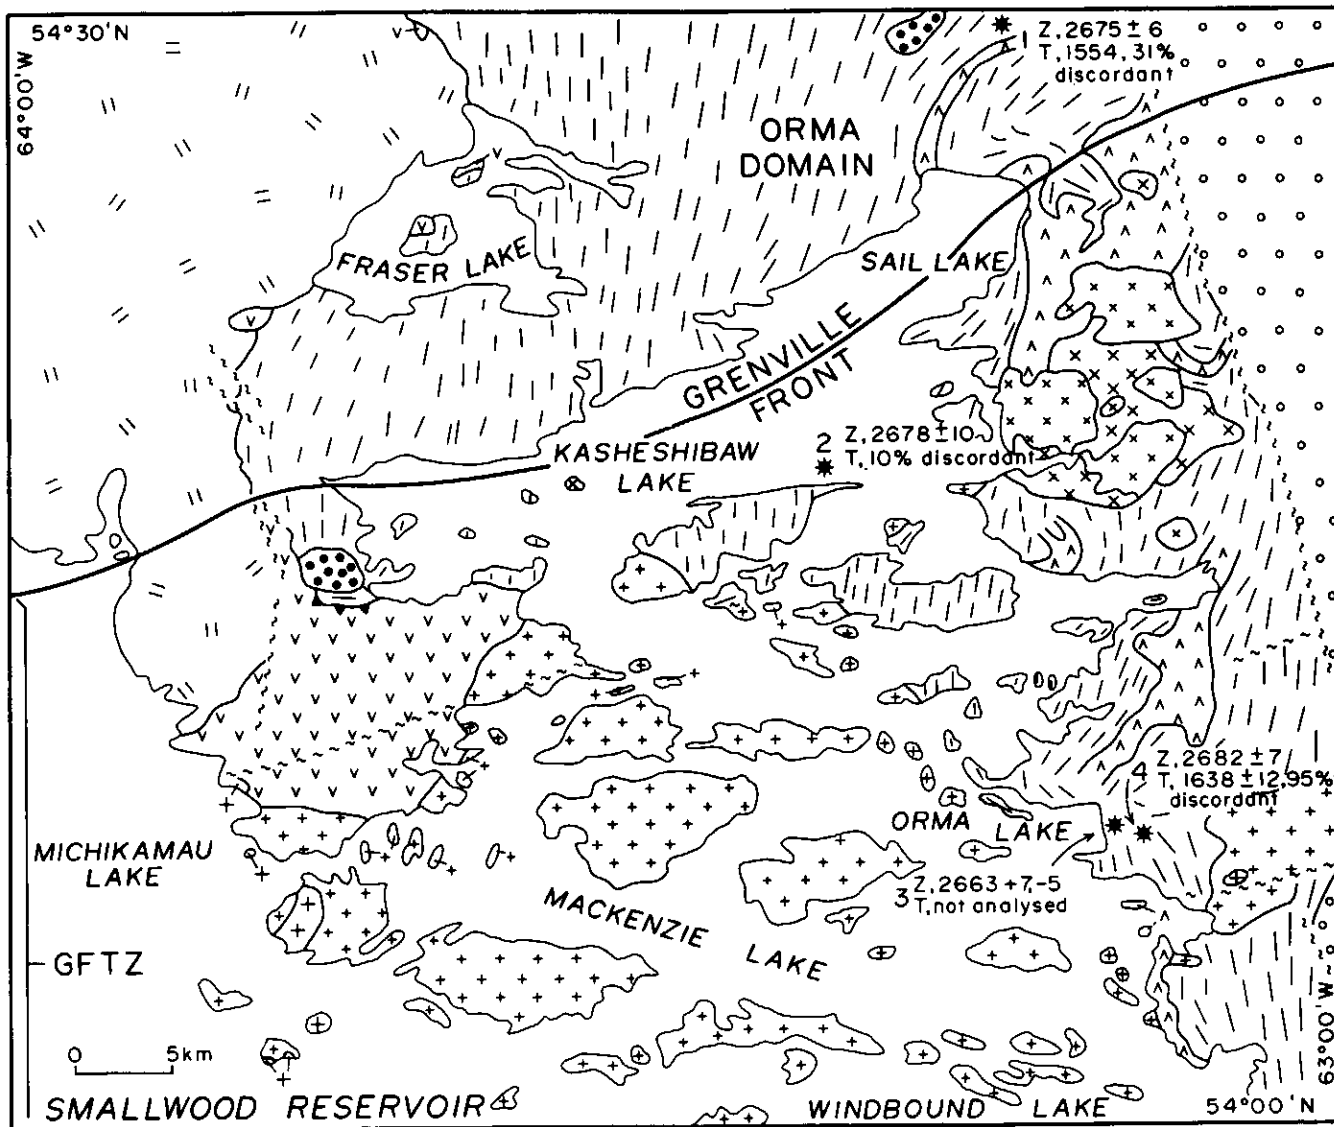 54°30'N
64°00'W
1 Z, 2675 ± 6
T, 1554, 31%
discordant
ORMA
DOMAIN
FRASER LAKE
SAIL LAKE
GRENVILLE
FRONT
2 Z, 2678 ± 10
T, 10% discordant
KASHESHIBAW
LAKE
4 Z, 2682 ± 7
T, 1638 ± 12, 95%
discordant
ORMA LAKE
MICHIKAMAU
LAKE
3 Z, 2663 +7,-5
T, not analysed
MACKENZIE LAKE
GFTZ
0 5km
63°00'W
SMALLWOOD RESERVOIR
WINDBOUND LAKE
54°00'N